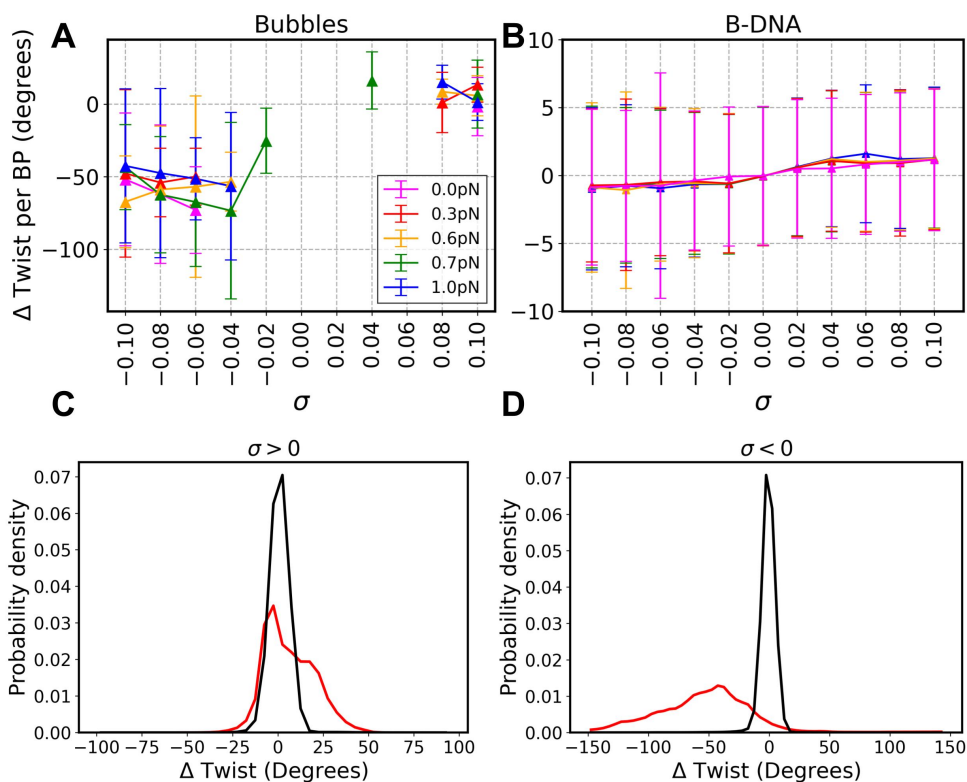 A
Bubbles
B
B-DNA
Δ Twist per BP (degrees)
0
−50
−100
0.0pN
0.3pN
0.6pN
0.7pN
1.0pN
10
5
0
−5
−10
−0.10
−0.08
−0.06
−0.04
−0.02
0.00
0.02
0.04
0.06
0.08
0.10
−0.10
−0.08
−0.06
−0.04
−0.02
0.00
0.02
0.04
0.06
0.08
0.10
σ
σ
C
D
σ > 0
σ < 0
Probability density
0.07
0.06
0.05
0.04
0.03
0.02
0.01
0.00
Probability density
0.07
0.06
0.05
0.04
0.03
0.02
0.01
0.00
−100 −75 −50 −25 0 25 50 75 100
−150 −100 −50 0 50 100 150
Δ Twist (Degrees)
Δ Twist (Degrees)